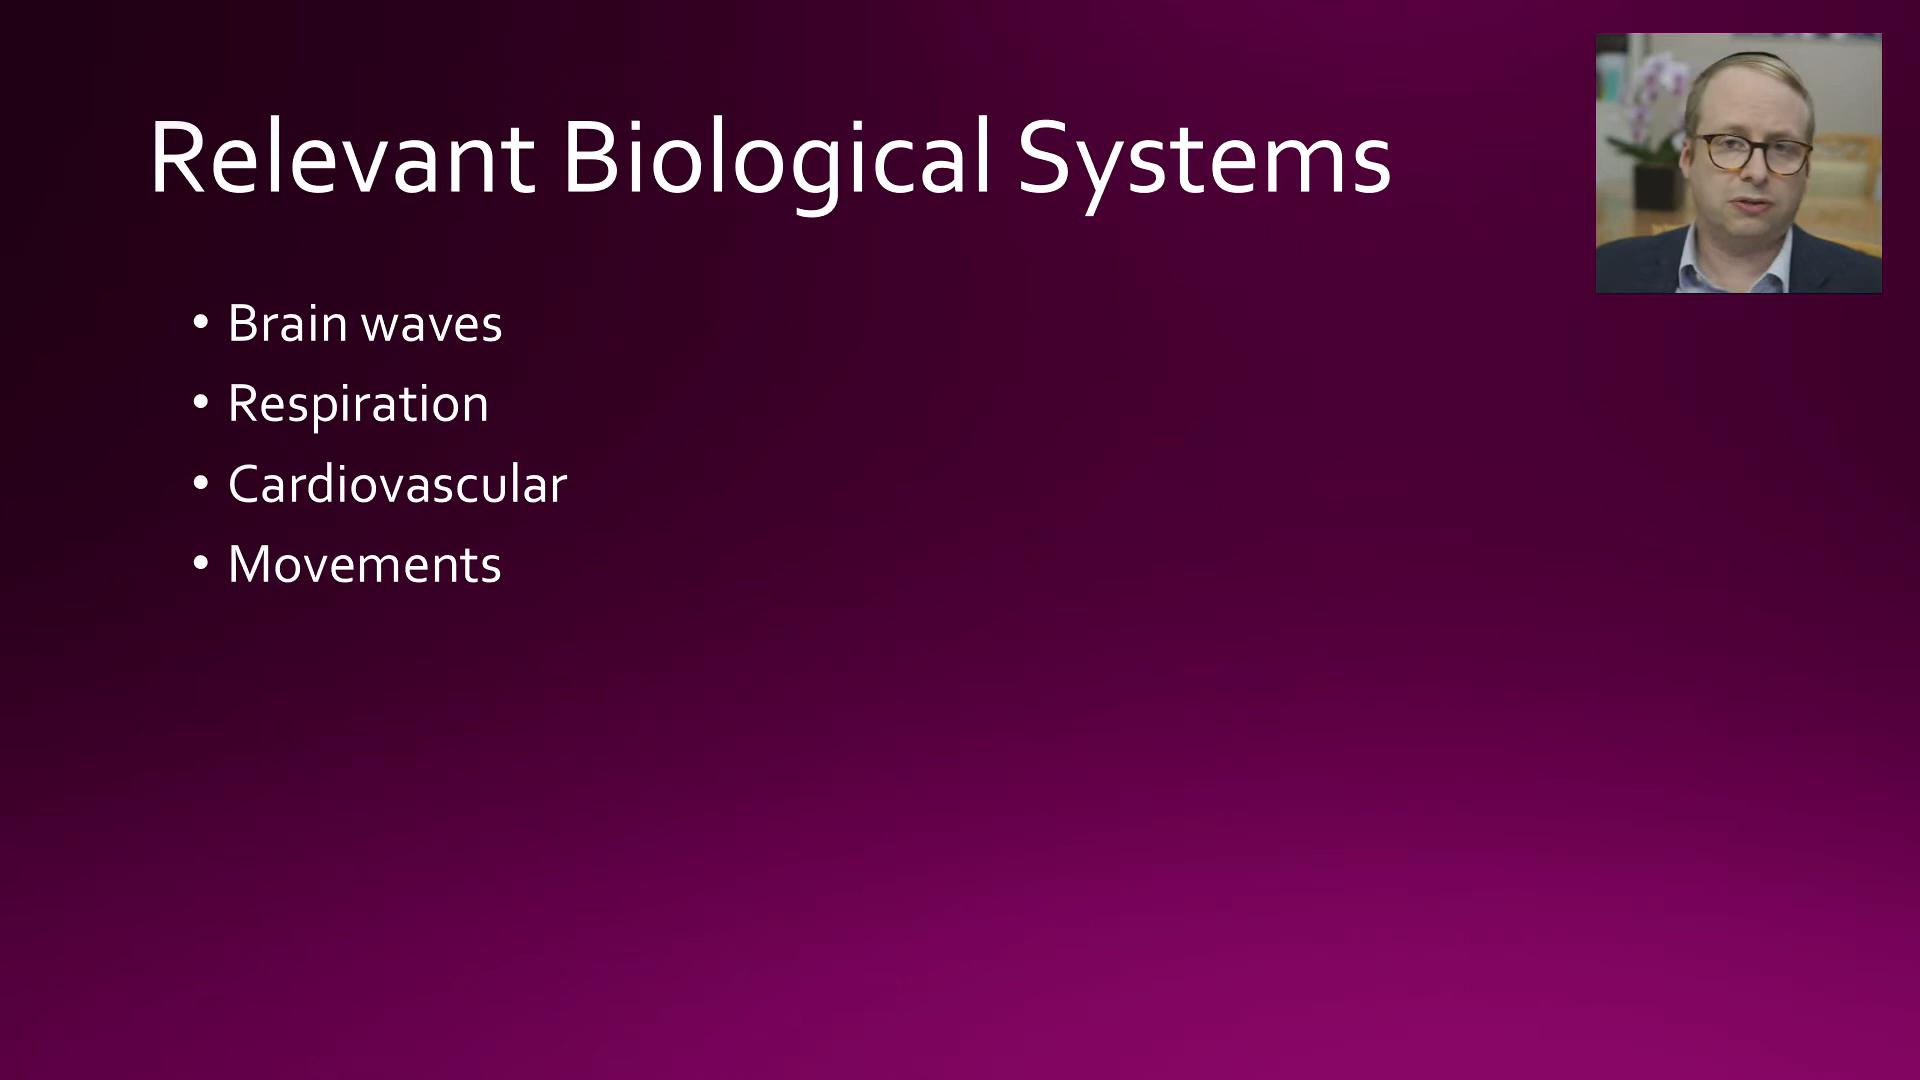 Relevant Biological Systems
• Brain waves
• Respiration
• Cardiovascular
• Movements